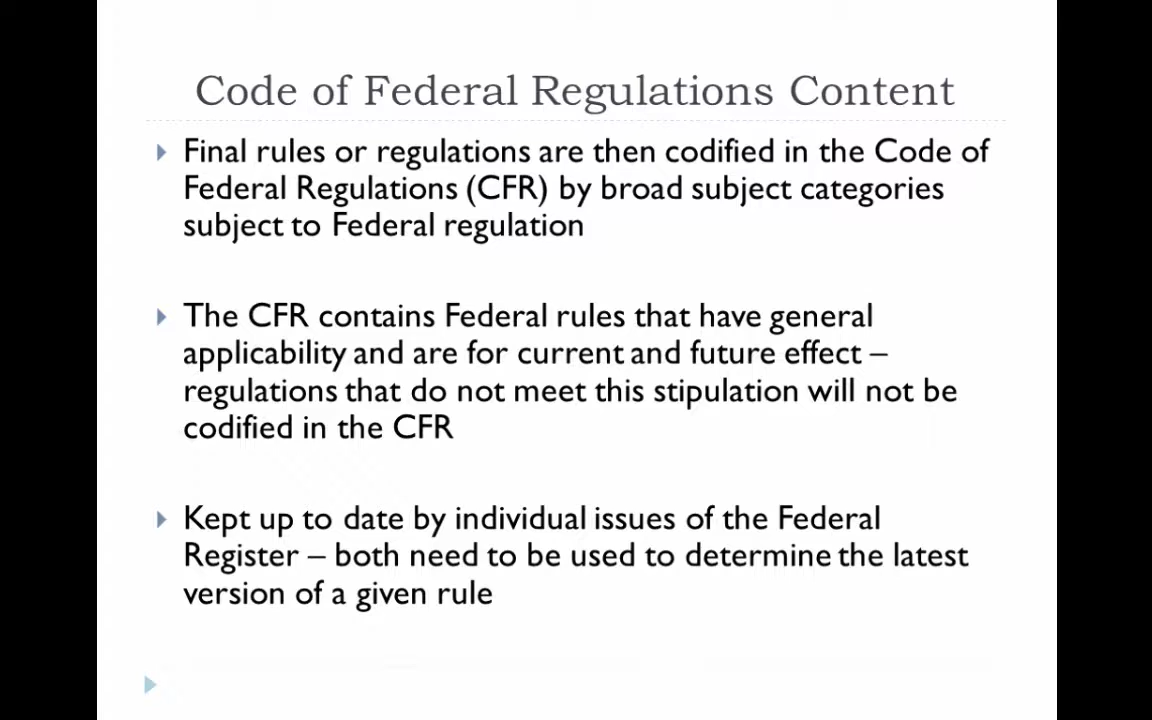 Code of Federal Regulations Content
Final rules or regulations are then codified in the Code of
Federal Regulations (CFR) by broad subject categories
subject to Federal regulation
The CFR contains Federal rules that have general
applicability and are for current and future effect –
regulations that do not meet this stipulation will not be
codified in the CFR
Kept up to date by individual issues of the Federal
Register – both need to be used to determine the latest
version of a given rule